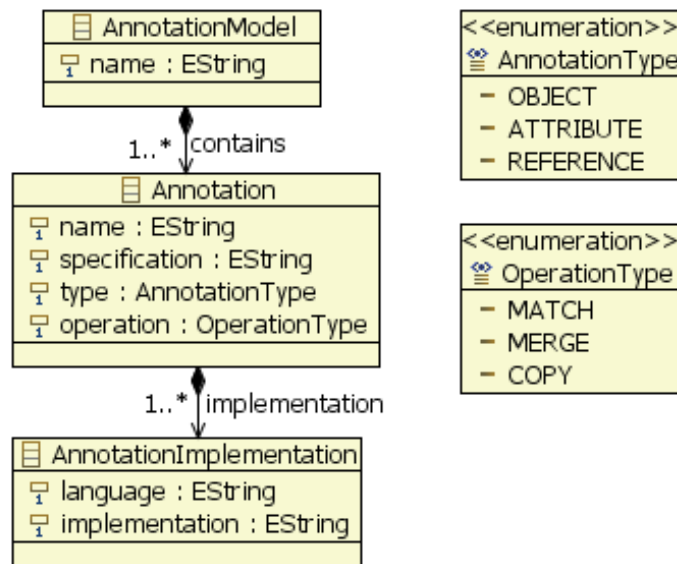 AnnotationModel
name : EString
1..* contains
Annotation
name : EString
specification : EString
type : AnnotationType
operation : OperationType
1..* implementation
AnnotationImplementation
language : EString
implementation : EString
<<enumeration>>
AnnotationType
OBJECT
ATTRIBUTE
REFERENCE
<<enumeration>>
OperationType
MATCH
MERGE
COPY